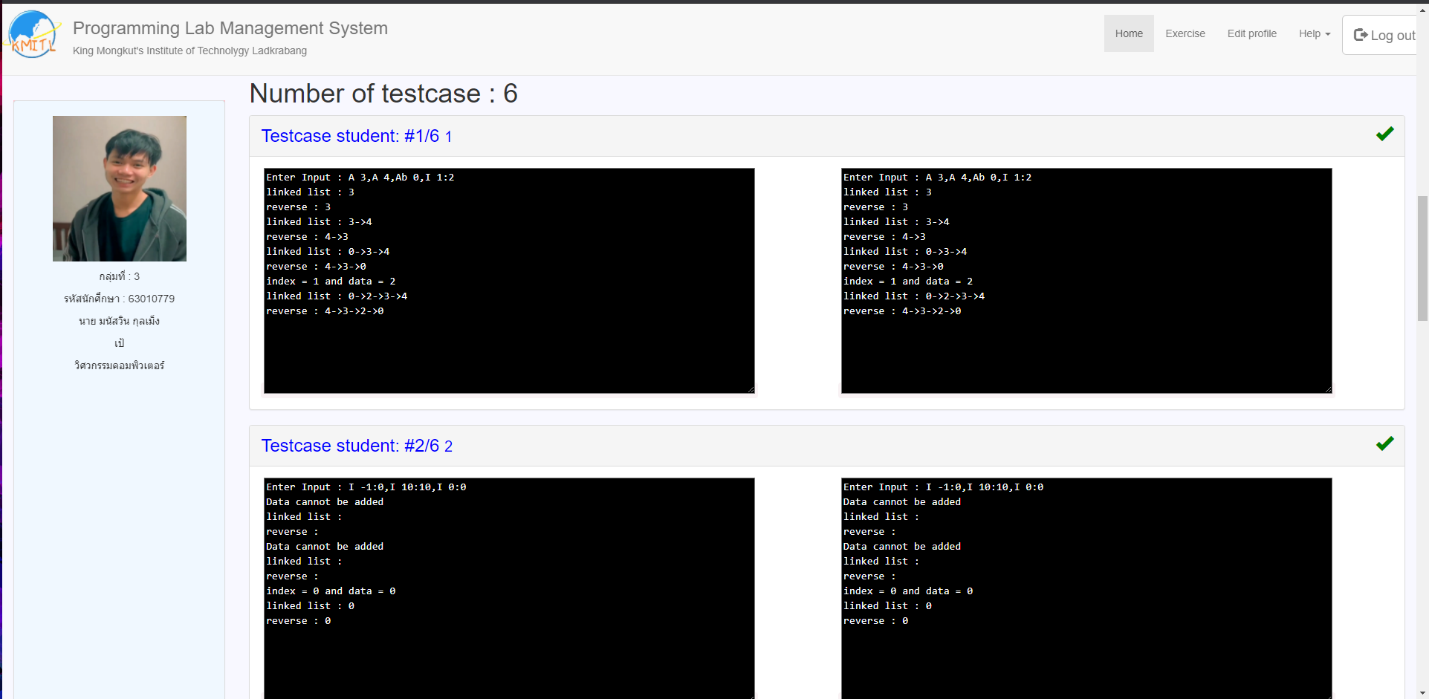 KMITL
Programming Lab Management System
King Mongkut's Institute of Technolygy Ladkrabang
Home
Exercise
Edit profile
Help
Log out
กลุ่มที่ : 3
รหัสนักศึกษา : 63010779
นาย มนัสวิน กุลเม็ง
เป้
วิศวกรรมคอมพิวเตอร์
Number of testcase : 6
Testcase student: #1/6 1
Enter Input : A 3,A 4,Ab 0,I 1:2
linked list : 3
reverse : 3
linked list : 3->4
reverse : 4->3
linked list : 0->3->4
reverse : 4->3->0
index = 1 and data = 2
linked list : 0->2->3->4
reverse : 4->3->2->0
Enter Input : A 3,A 4,Ab 0,I 1:2
linked list : 3
reverse : 3
linked list : 3->4
reverse : 4->3
linked list : 0->3->4
reverse : 4->3->0
index = 1 and data = 2
linked list : 0->2->3->4
reverse : 4->3->2->0
Testcase student: #2/6 2
Enter Input : I -1:0,I 10:10,I 0:0
Data cannot be added
linked list :
reverse :
Data cannot be added
linked list :
reverse :
index = 0 and data = 0
linked list : 0
reverse : 0
Enter Input : I -1:0,I 10:10,I 0:0
Data cannot be added
linked list :
reverse :
Data cannot be added
linked list :
reverse :
index = 0 and data = 0
linked list : 0
reverse : 0